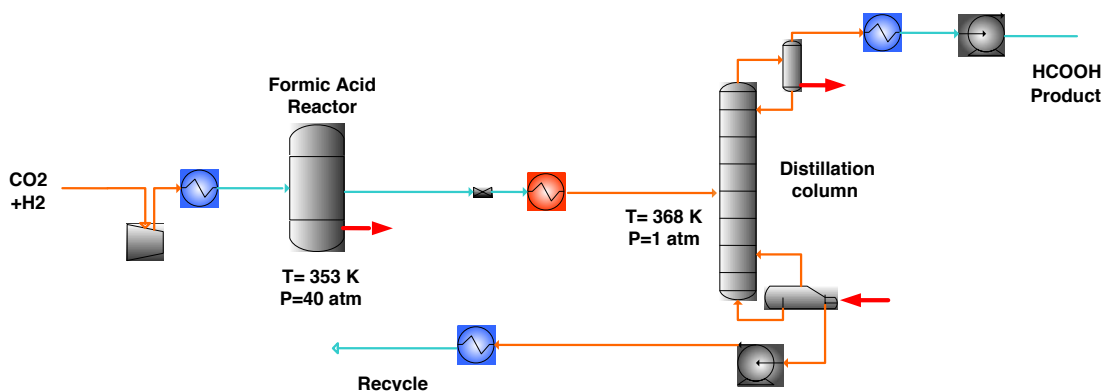 HCOOH
Product
Formic Acid
Reactor
CO2
+H2
Distillation
column
T= 368 K
P=1 atm
T= 353 K
P=40 atm
Recycle